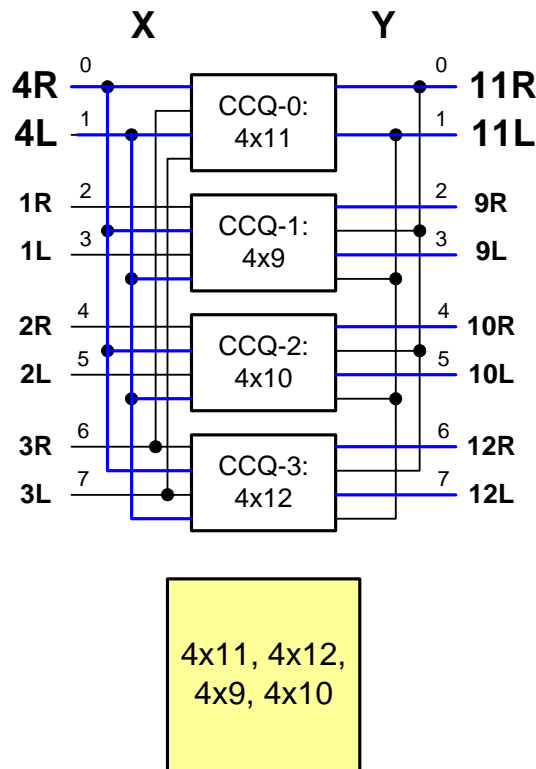 X Y
0 0
4R CCQ-0: 11R
4x11
1 1
4L 11L
2 2
1R CCQ-1: 9R
4x9
3 3
1L 9L
4 4
2R CCQ-2: 10R
4x10
5 5
2L 10L
6 6
3R CCQ-3: 12R
4x12
7 7
3L 12L
4x11, 4x12,
4x9, 4x10